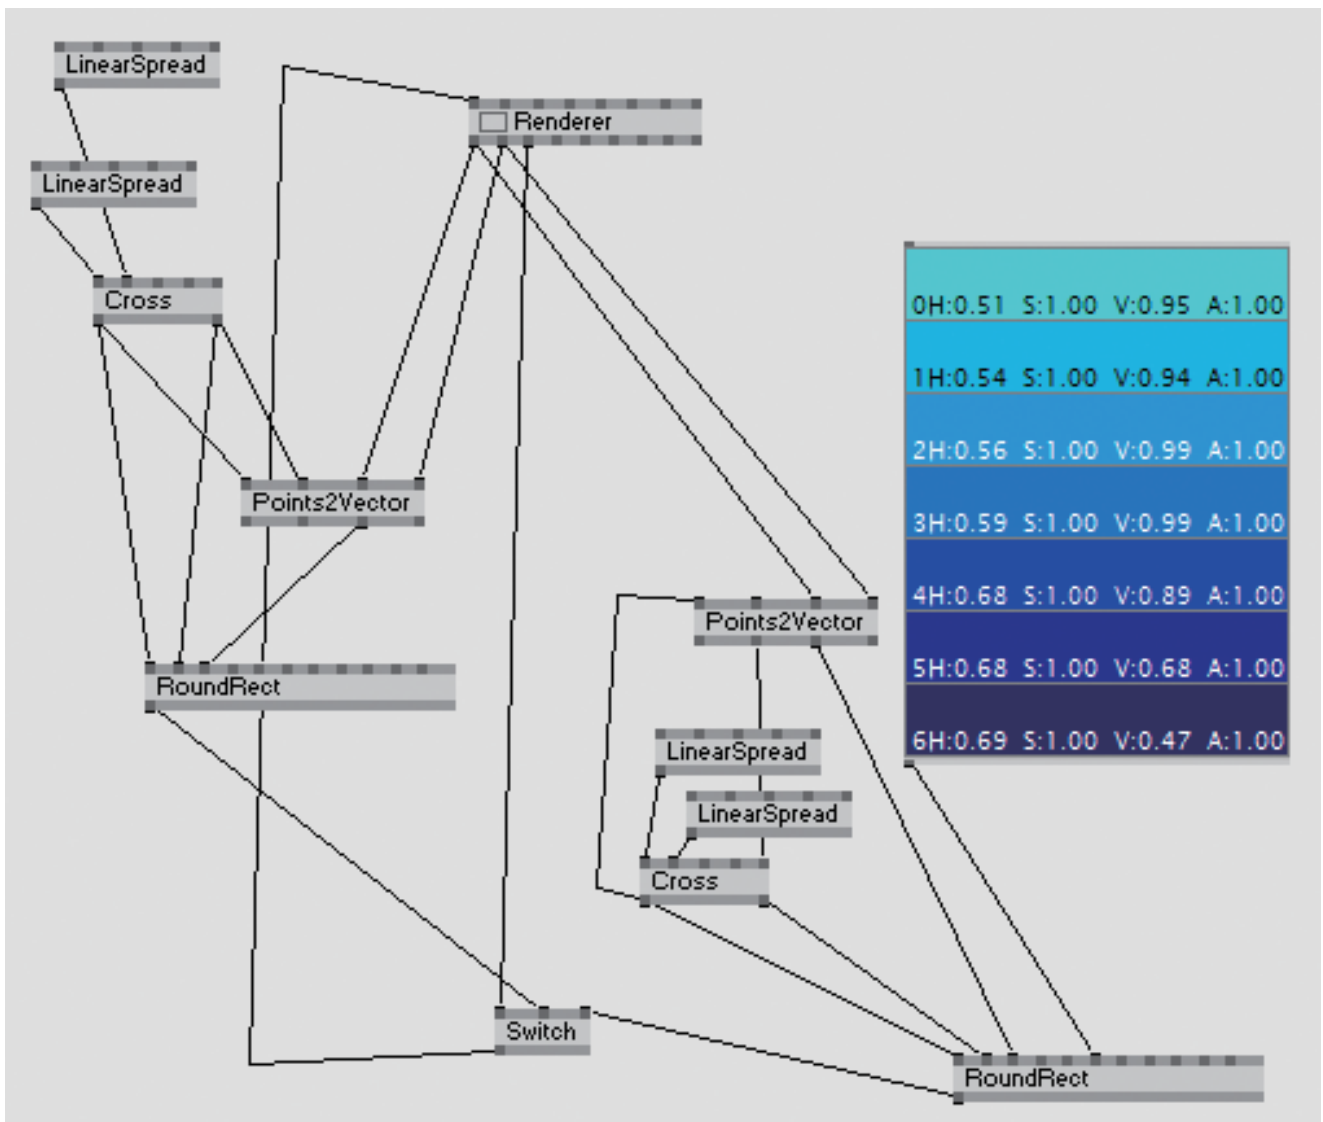 LinearSpread
Renderer
LinearSpread
Cross
0H:0.51 S:1.00 V:0.95 A:1.00
1H:0.54 S:1.00 V:0.94 A:1.00
2H:0.56 S:1.00 V:0.99 A:1.00
3H:0.59 S:1.00 V:0.99 A:1.00
4H:0.68 S:1.00 V:0.89 A:1.00
5H:0.68 S:1.00 V:0.68 A:1.00
6H:0.69 S:1.00 V:0.47 A:1.00
Points2Vector
Points2Vector
RoundRect
LinearSpread
LinearSpread
Cross
Switch
RoundRect